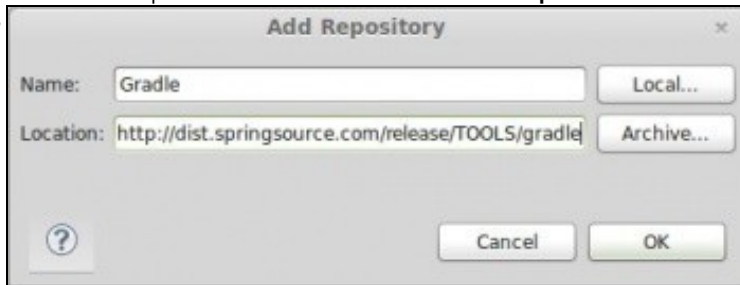 Add Repository
Name: Gradle Local...
Location: http://dist.springsource.com/release/TOOLS/gradle Archive...
? Cancel OK